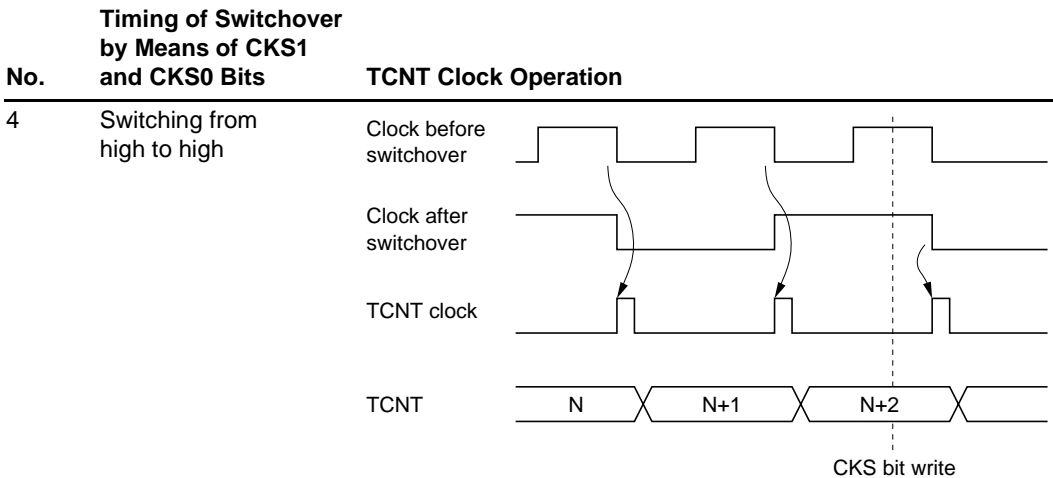 No.
Timing of Switchover
by Means of CKS1
and CKS0 Bits
TCNT Clock Operation
4
Switching from
high to high
Clock before
switchover
Clock after
switchover
TCNT clock
TCNT
N
N+1
N+2
CKS bit write